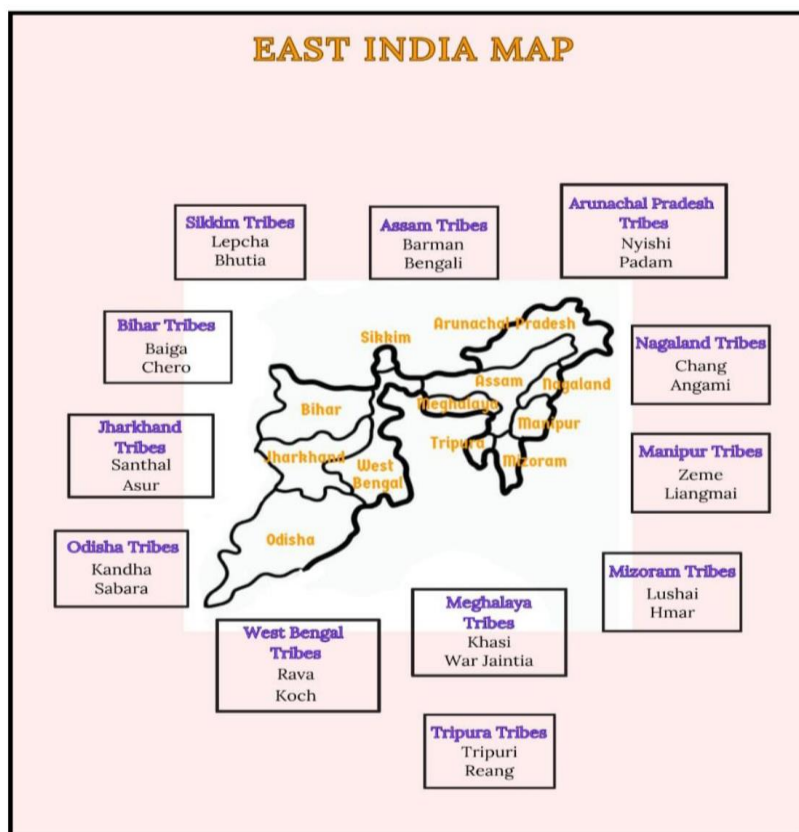 EAST INDIA MAP
Arunachal Pradesh
Tribes
Nyishi
Padam
Sikkim Tribes
Lepcha
Bhutia
Assam Tribes
Barman
Bengali
Bihar Tribes
Baiga
Chero
Nagaland Tribes
Chang
Angami
Jharkhand
Tribes
Santhal
Asur
Manipur Tribes
Zeme
Liangmai
Odisha Tribes
Kandha
Sabara
Mizoram Tribes
Lushai
Hmar
West Bengal
Tribes
Rava
Koch
Meghalaya
Tribes
Khasi
War Jaintia
Tripura Tribes
Tripuri
Reang
Arunachal Pradesh
Sikkim
Assam
Nagaland
Meghalaya
Bihar
Manipur
Tripura
Jharkhand
West
Bengal
Mizoram
Odisha